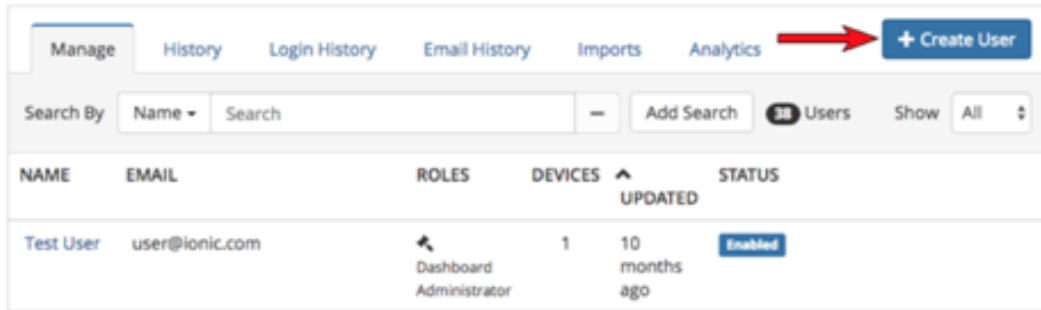 Manage History Login History Email History Imports Analytics + Create User
Search By Name Search – Add Search 38 Users Show All
NAME EMAIL ROLES DEVICES UPDATED STATUS
Test User user@ionic.com Dashboard Administrator 1 10 months ago Enabled